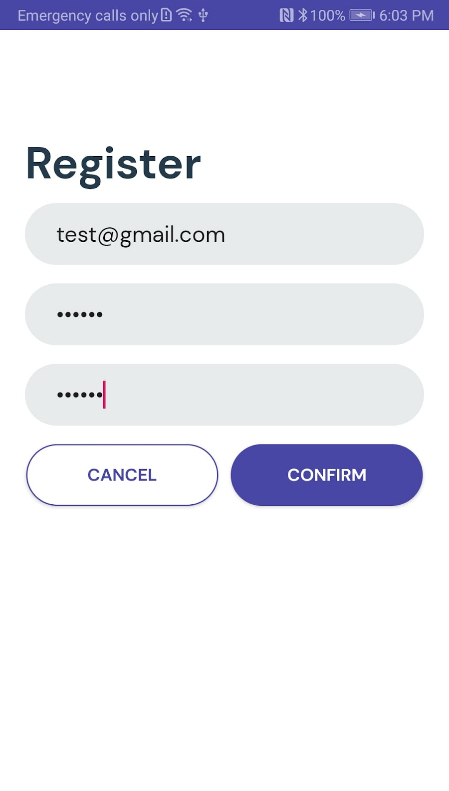 Emergency calls only 100% 6:03 PM
Register
test@gmail.com
••••••
••••••
CANCEL CONFIRM